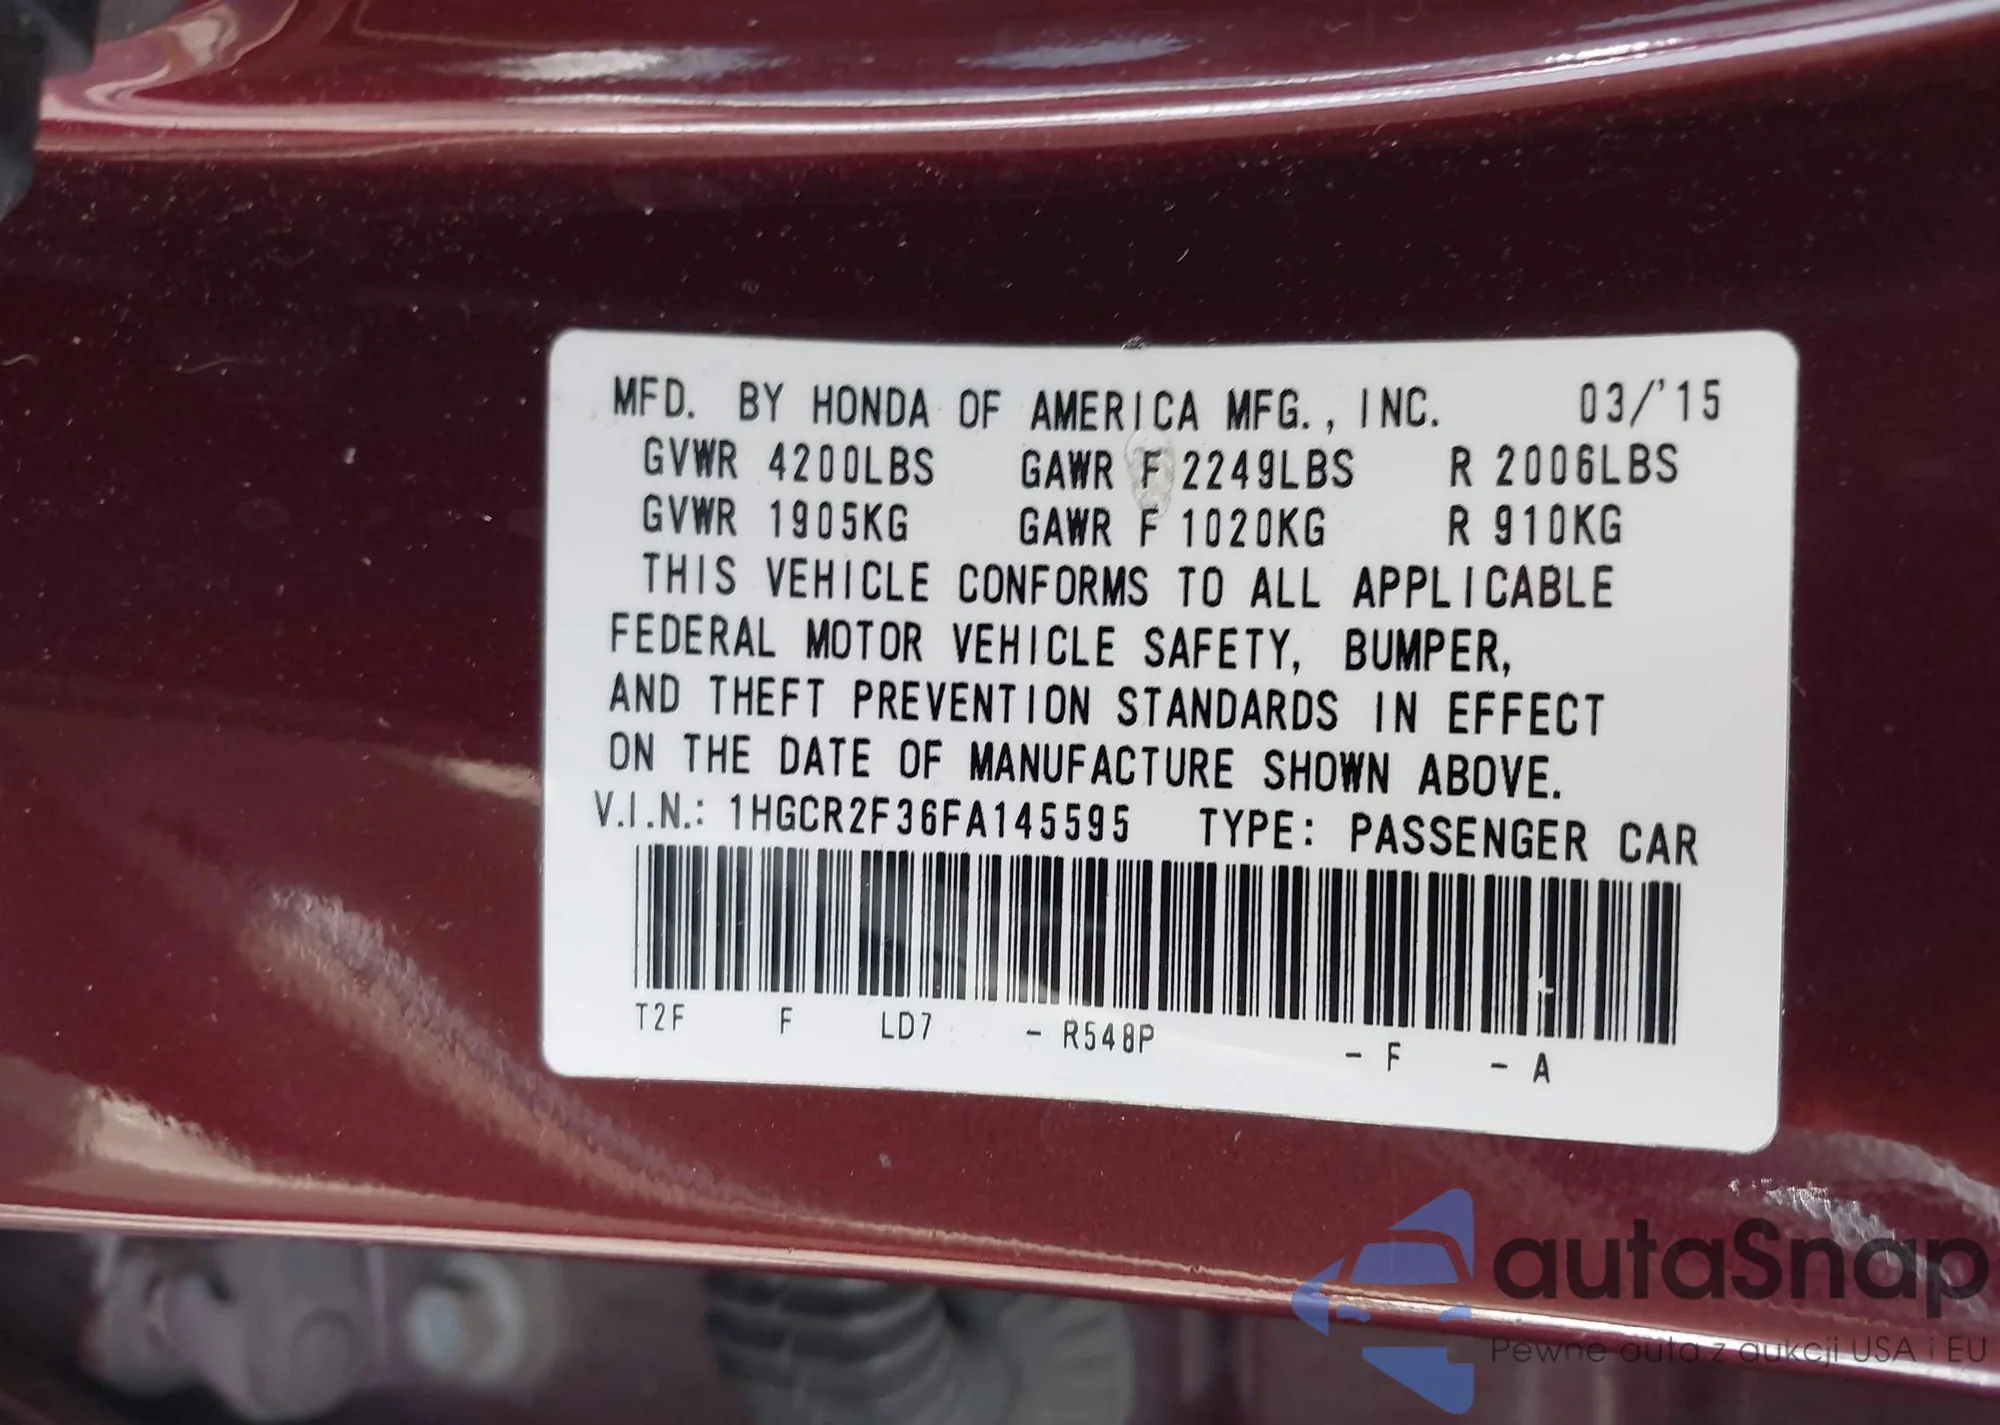 MFD. BY HONDA OF AMERICA MFG., INC. 03/'15
GVWR 4200LBS GAWR F 2249LBS R 2006LBS
GVWR 1905KG GAWR F 1020KG R 910KG
THIS VEHICLE CONFORMS TO ALL APPLICABLE
FEDERAL MOTOR VEHICLE SAFETY, BUMPER,
AND THEFT PREVENTION STANDARDS IN EFFECT
ON THE DATE OF MANUFACTURE SHOWN ABOVE.
V.I.N.: 1HGCR2F36FA145595 TYPE: PASSENGER CAR
T2F F LD7 - R548P - F - A
autaSnap
Pewne auta z aukcji USA i EU